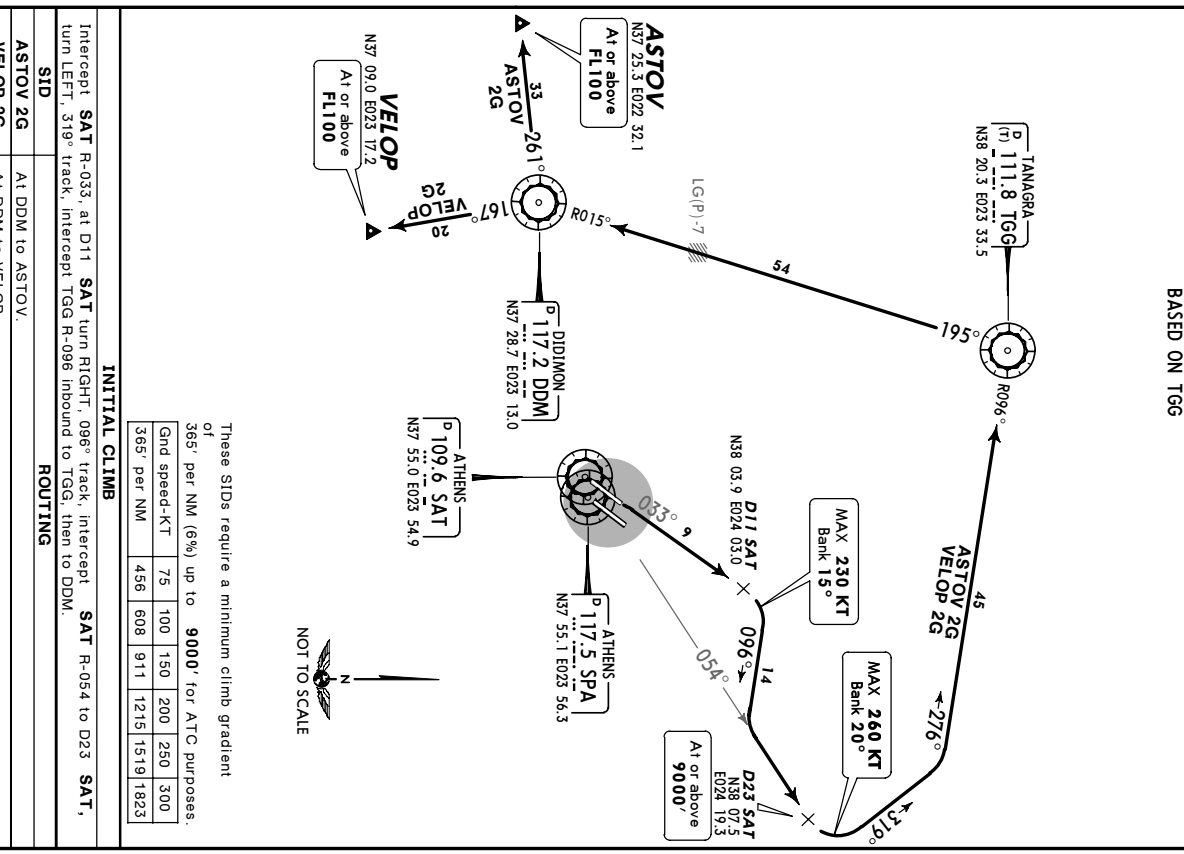 BASED ON TGG
TANAGRA
D
(T) 111.8 TGG
N38 20.3 E023 33.5
R096°
195°
ASTOV 2G
VELOP 2G
45
276°
319°
MAX 260 KT
Bank 20°
MAX 230 KT
Bank 15°
D11 SAT
N38 03.9 E024 03.0
D23 SAT
N38 07.5
E024 19.3
At or above
9000'
14
096°
054°
033°
9
54
LG(P)-7
R015°
ASTOV
N37 25.3 E022 32.1
At or above
FL100
33
ASTOV
2G
261°
DIDIMON
D
117.2 DDM
N37 28.7 E023 13.0
ATHENS
D
117.5 SPA
N37 55.1 E023 56.3
ATHENS
D
109.6 SAT
N37 55.0 E023 54.9
167°
20
VELOP
2G
VELOP
N37 09.0 E023 17.2
At or above
FL100
N
NOT TO SCALE
These SIDs require a minimum climb gradient
of
365' per NM (6%) up to 9000' for ATC purposes.
Gnd speed-KT 75 100 150 200 250 300
365' per NM 456 608 911 1215 1519 1823
INITIAL CLIMB
Intercept SAT R-033, at D11 SAT turn RIGHT, 096° track, intercept SAT R-054 to D23 SAT,
turn LEFT, 319° track, intercept TGG R-096 inbound to TGG, then to DDM.
SID ROUTING
ASTOV 2G At DDM to ASTOV.
VELOP 2G At DDM to VELOP.